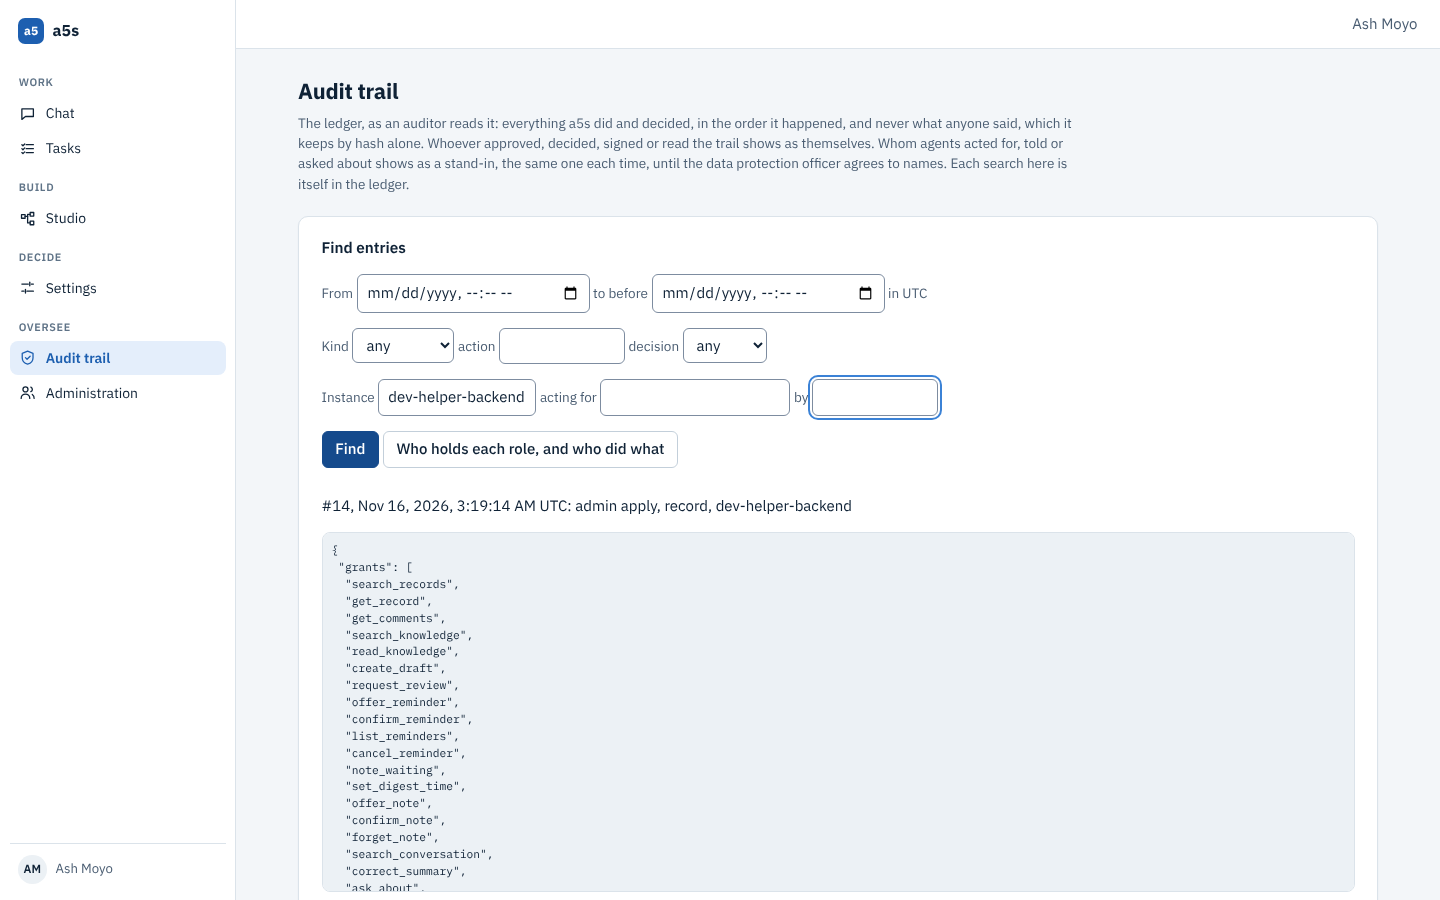 a5 a5s
Ash Moyo
WORK
Chat
Tasks
BUILD
Studio
DECIDE
Settings
OVERSEE
Audit trail
Administration
AM Ash Moyo
Audit trail
The ledger, as an auditor reads it: everything a5s did and decided, in the order it happened, and never what anyone said, which it
keeps by hash alone. Whoever approved, decided, signed or read the trail shows as themselves. Whom agents acted for, told or
asked about shows as a stand-in, the same one each time, until the data protection officer agrees to names. Each search here is
itself in the ledger.
Find entries
From mm/dd/yyyy, --:-- -- to before mm/dd/yyyy, --:-- -- in UTC
Kind any action decision any
Instance dev-helper-backend acting for by
Find Who holds each role, and who did what
#14, Nov 16, 2026, 3:19:14 AM UTC: admin apply, record, dev-helper-backend
{
"grants": [
"search_records",
"get_record",
"get_comments",
"search_knowledge",
"read_knowledge",
"create_draft",
"request_review",
"offer_reminder",
"confirm_reminder",
"list_reminders",
"cancel_reminder",
"note_waiting",
"set_digest_time",
"offer_note",
"confirm_note",
"forget_note",
"search_conversation",
"correct_summary",
"ask_about",